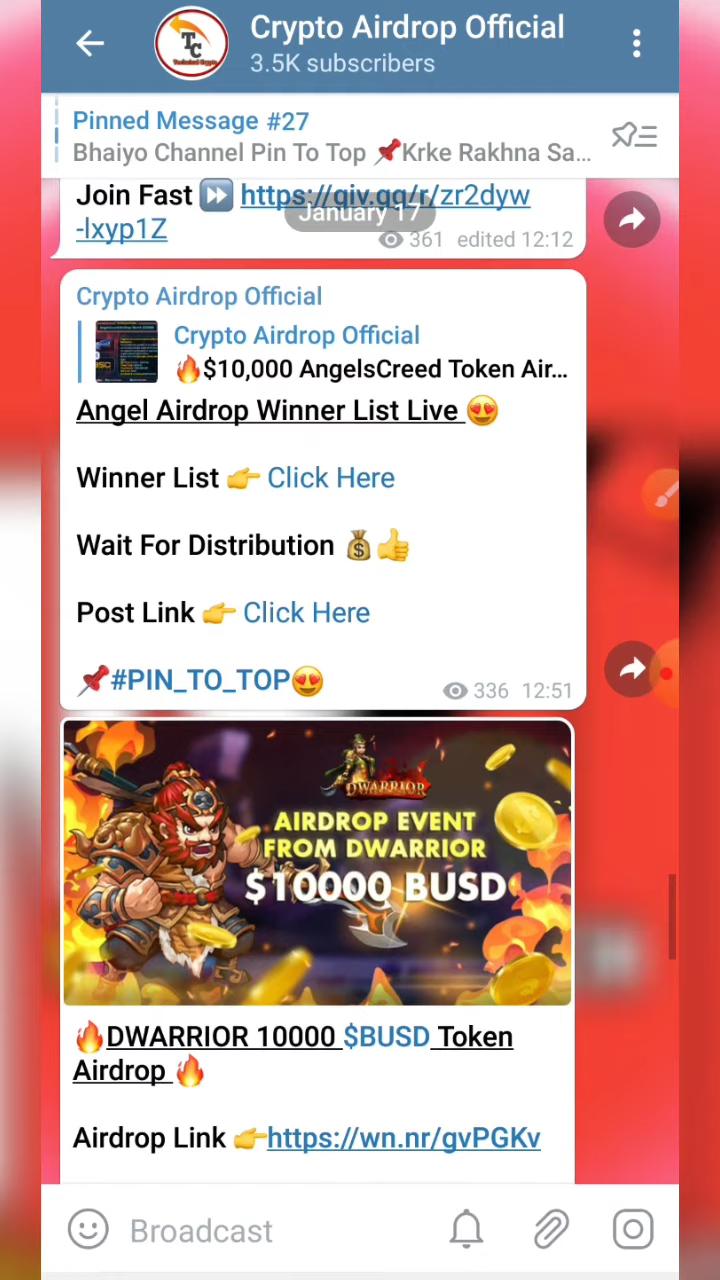 Crypto Airdrop Official
3.5K subscribers
TC
Pinned Message #27
Bhaiyo Channel Pin To Top 📌Krke Rakhna Sa...
Join Fast ⏩ https://giv.gg/r/zr2dyw
-lxyp1Z
January 17
361 edited 12:12
Crypto Airdrop Official
Crypto Airdrop Official
🔥$10,000 AngelsCreed Token Air...
Angel Airdrop Winner List Live 😍
Winner List 👉 Click Here
Wait For Distribution 💰👍
Post Link 👉 Click Here
📌#PIN_TO_TOP😍
336 12:51
DWARRIOR
AIRDROP EVENT
FROM DWARRIOR
$10000 BUSD
🔥DWARRIOR 10000 $BUSD Token
Airdrop 🔥
Airdrop Link 👉https://wn.nr/gvPGKv
Broadcast